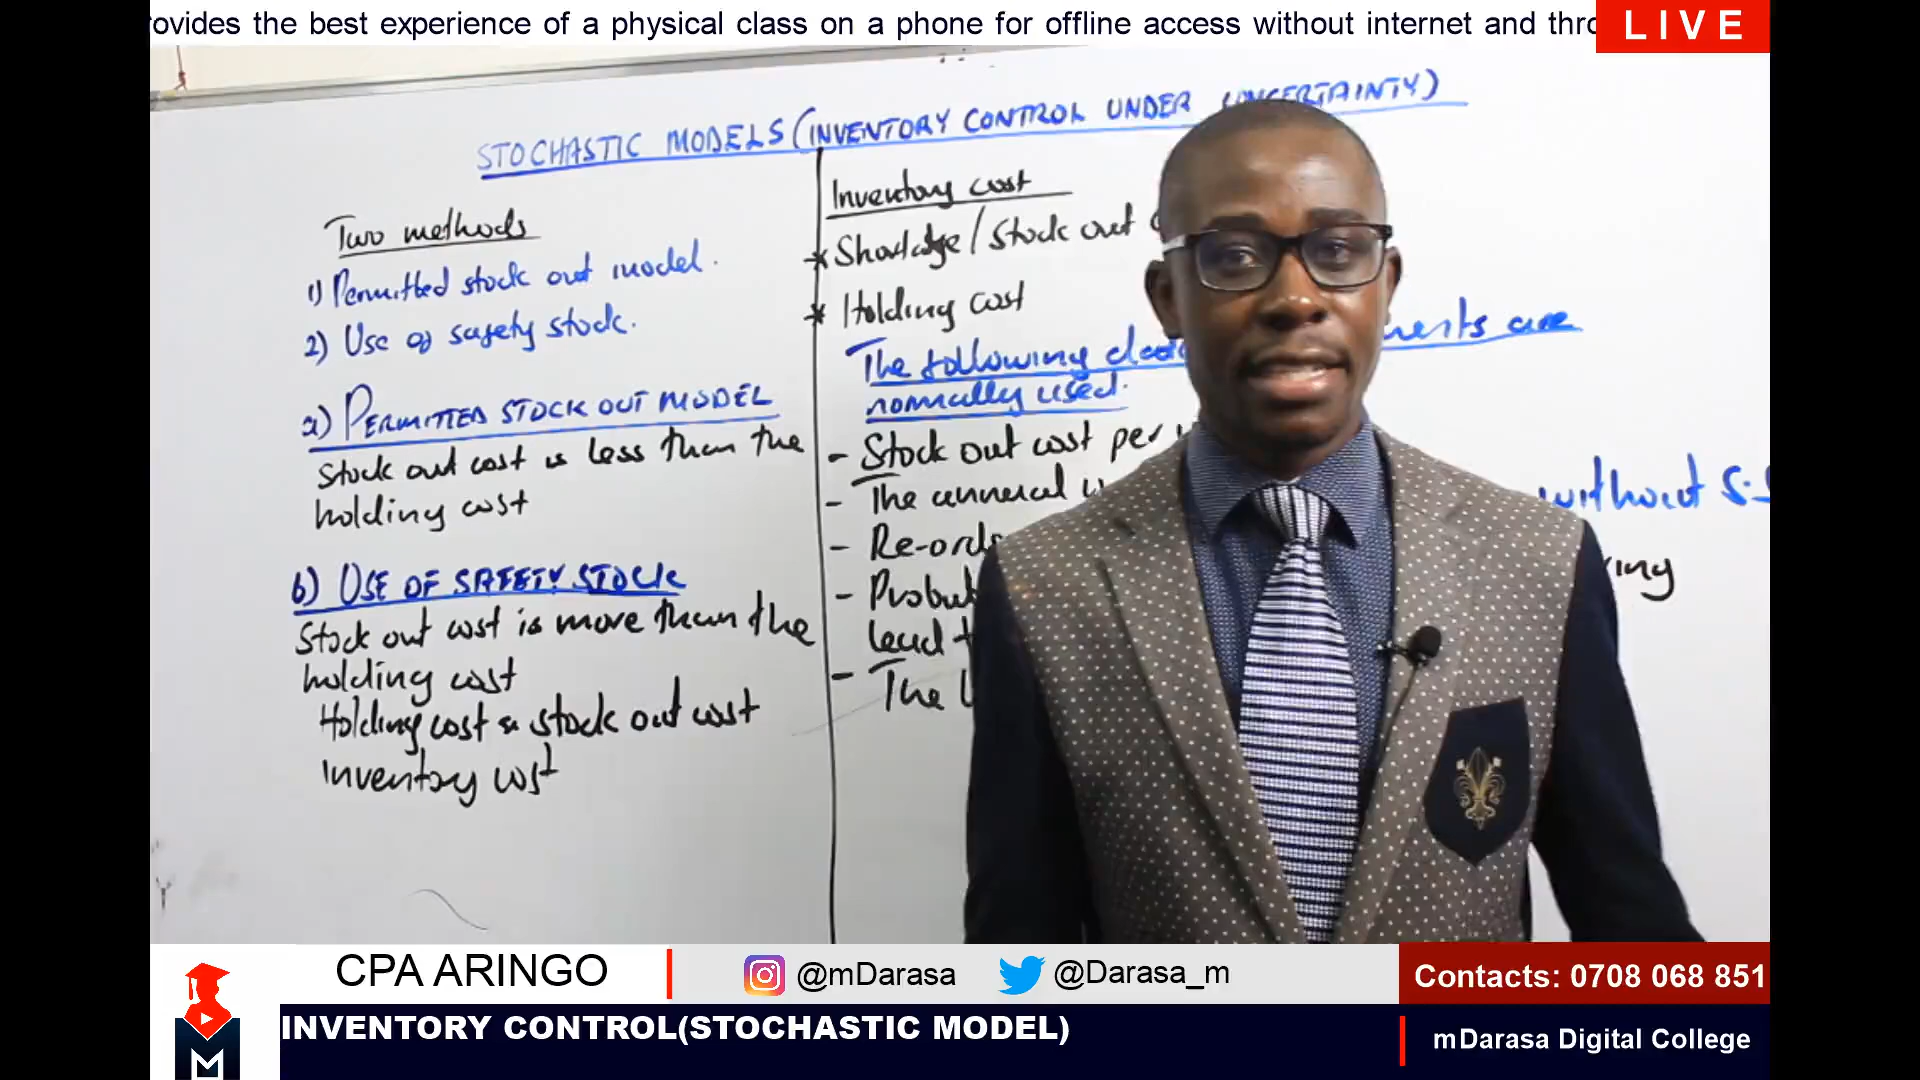 rovides the best experience of a physical class on a phone for offline access without internet and thro
LIVE
STOCHASTIC MODELS (INVENTORY CONTROL UNDER UNCERTAINTY)
Two methods
1) Permitted stock out model.
2) Use of safety stock.
a) PERMITTED STOCK OUT MODEL
Stock out cost is less than the
holding cost
b) USE OF SAFETY STOCK
Stock out cost is more than the
holding cost
Holding cost & stock out cost
Inventory cost
Inventory cost
* Shortage / Stock out
* Holding cost
The following are
normally used.
- Stock out cost per
- The annual
- Re-orde
- Probab
lead t
- The
without S.S
ing
CPA ARINGO
@mDarasa
@Darasa_m
Contacts: 0708 068 851
M
INVENTORY CONTROL(STOCHASTIC MODEL)
mDarasa Digital College